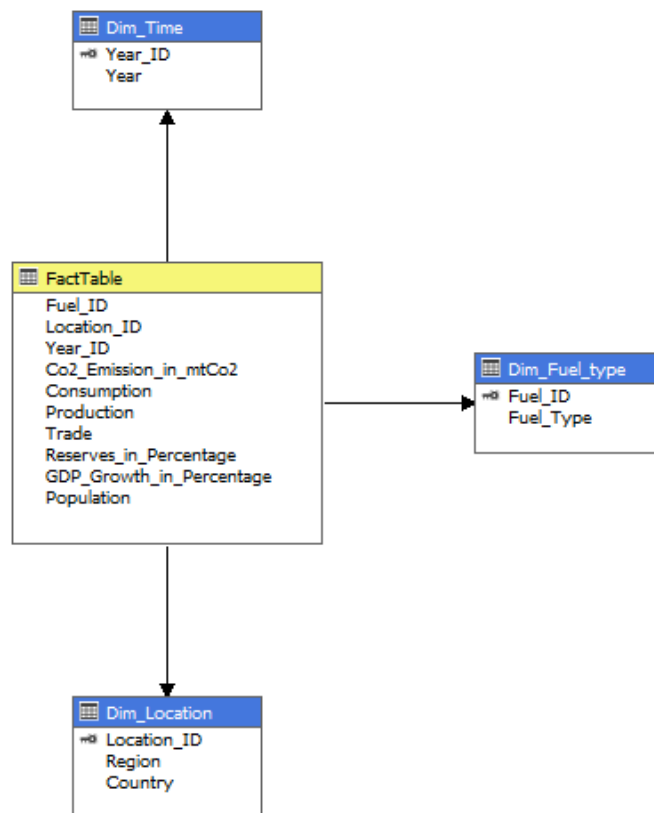 Dim_Time
Year_ID
Year
FactTable
Fuel_ID
Location_ID
Year_ID
Co2_Emission_in_mtCo2
Consumption
Production
Trade
Reserves_in_Percentage
GDP_Growth_in_Percentage
Population
Dim_Fuel_type
Fuel_ID
Fuel_Type
Dim_Location
Location_ID
Region
Country